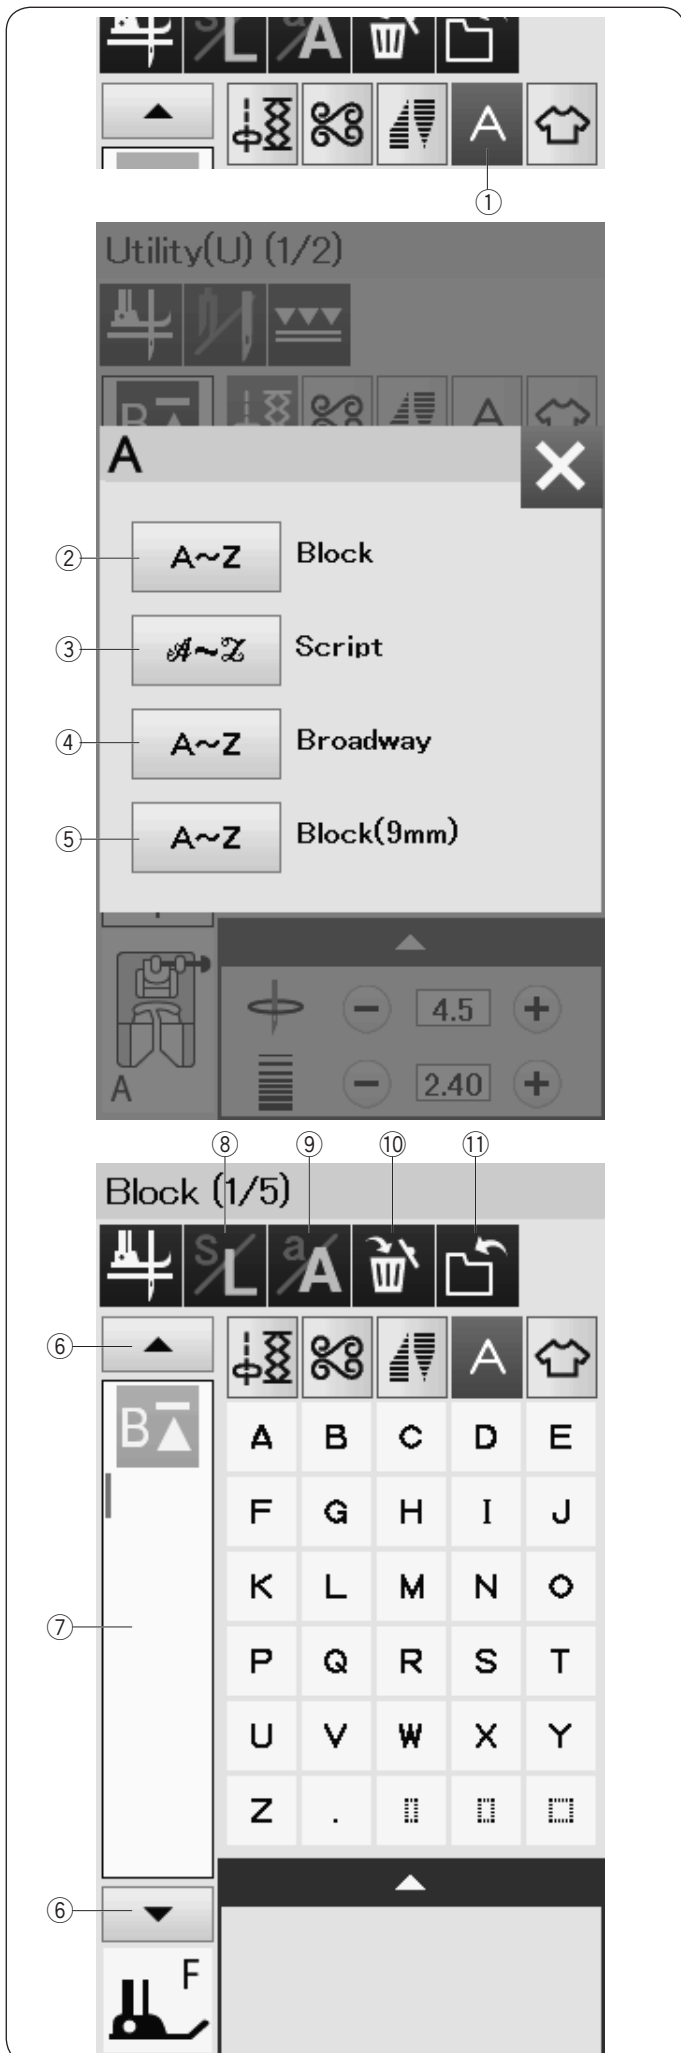 S/L a/A
A
①
Utility(U) (1/2)
B A
A
② A~Z Block
③ A~Z Script
④ A~Z Broadway
⑤ A~Z Block(9mm)
4.5
A 2.40
⑧ ⑨ ⑩ ⑪
Block (1/5)
S/L a/A
⑥ A
B A B C D E
F G H I J
K L M N O
⑦
P Q R S T
U V W X Y
Z .
⑥
F